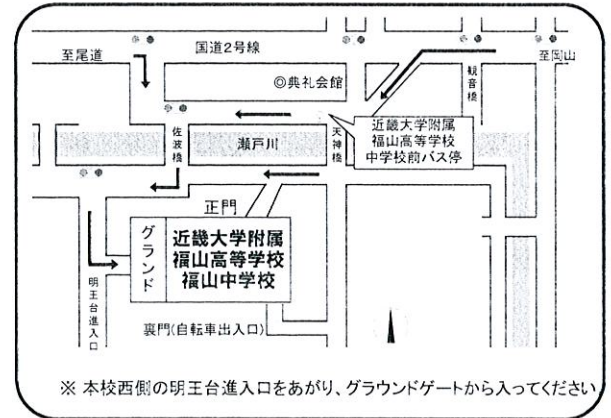 国道2号線
至尾道
至岡山
◎典礼会館
観音橋
近畿大学附属
福山高等学校
中学校前バス停
佐波橋
瀬戸川
天神橋
正門
グランド
近畿大学附属
福山高等学校
福山中学校
明王台進入口
裏門(自転車出入口)
※ 本校西側の明王台進入口をあがり、グラウンドゲートから入ってください